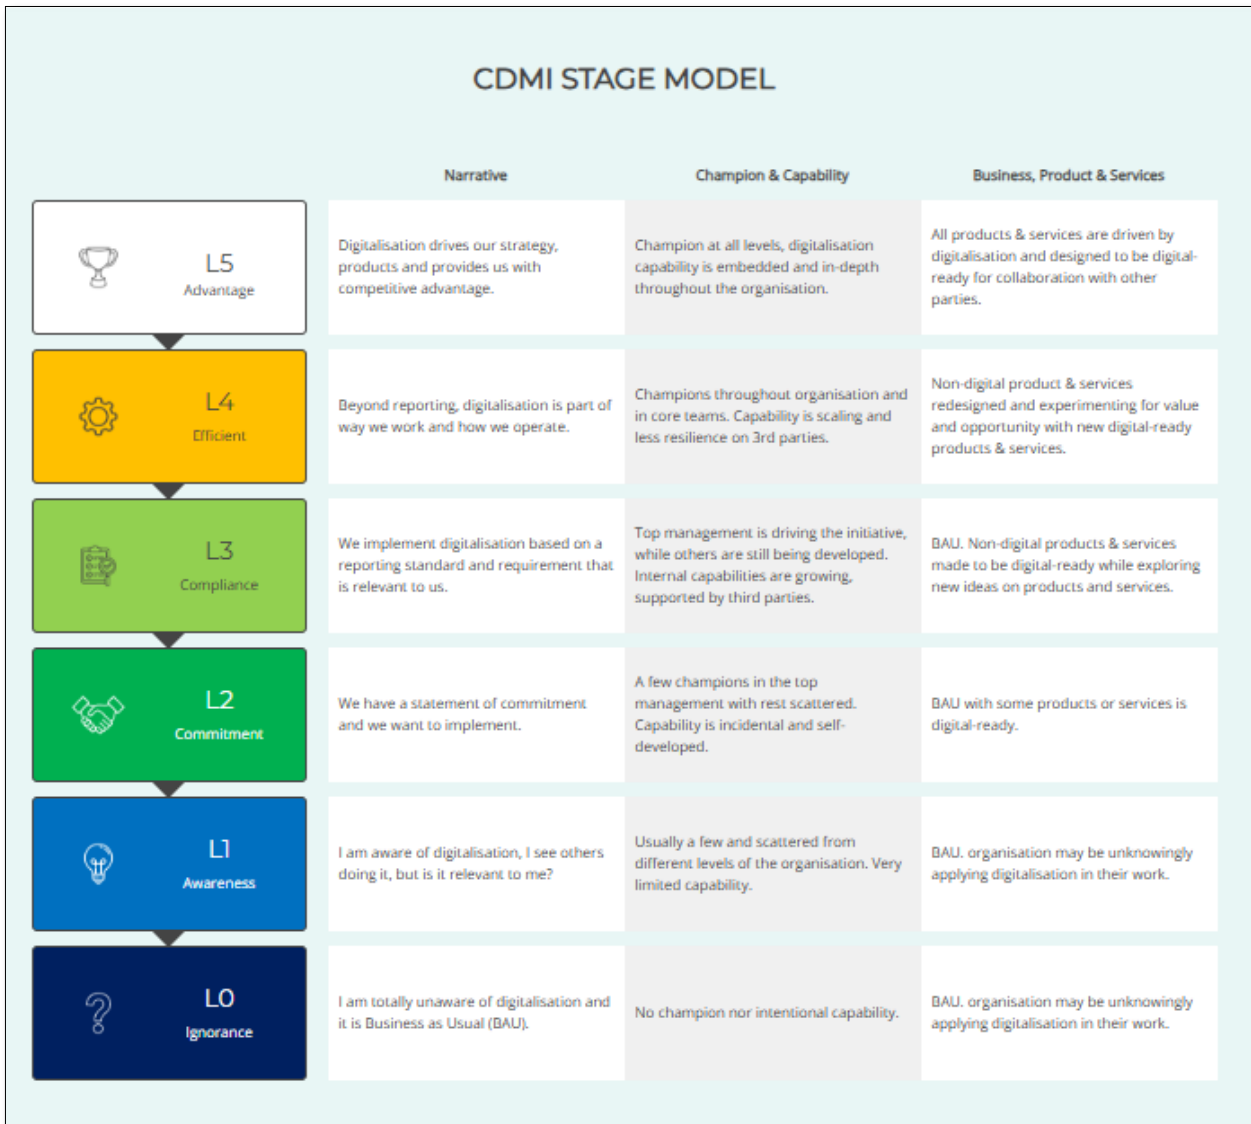 CDMI STAGE MODEL
Narrative
Champion & Capability
Business, Product & Services
L5
Advantage
Digitalisation drives our strategy,
products and provides us with
competitive advantage.
Champion at all levels, digitalisation
capability is embedded and in-depth
throughout the organisation.
All products & services are driven by
digitalisation and designed to be digital-
ready for collaboration with other
parties.
L4
Efficient
Beyond reporting, digitalisation is part of
way we work and how we operate.
Champions throughout organisation and
in core teams. Capability is scaling and
less resilience on 3rd parties.
Non-digital product & services
redesigned and experimenting for value
and opportunity with new digital-ready
products & services.
L3
Compliance
We implement digitalisation based on a
reporting standard and requirement that
is relevant to us.
Top management is driving the initiative,
while others are still being developed.
Internal capabilities are growing,
supported by third parties.
BAU. Non-digital products & services
made to be digital-ready while exploring
new ideas on products and services.
L2
Commitment
We have a statement of commitment
and we want to implement.
A few champions in the top
management with rest scattered.
Capability is incidental and self-
developed.
BAU with some products or services is
digital-ready.
L1
Awareness
I am aware of digitalisation, I see others
doing it, but is it relevant to me?
Usually a few and scattered from
different levels of the organisation. Very
limited capability.
BAU. organisation may be unknowingly
applying digitalisation in their work.
L0
Ignorance
I am totally unaware of digitalisation and
it is Business as Usual (BAU).
No champion nor intentional capability.
BAU. organisation may be unknowingly
applying digitalisation in their work.